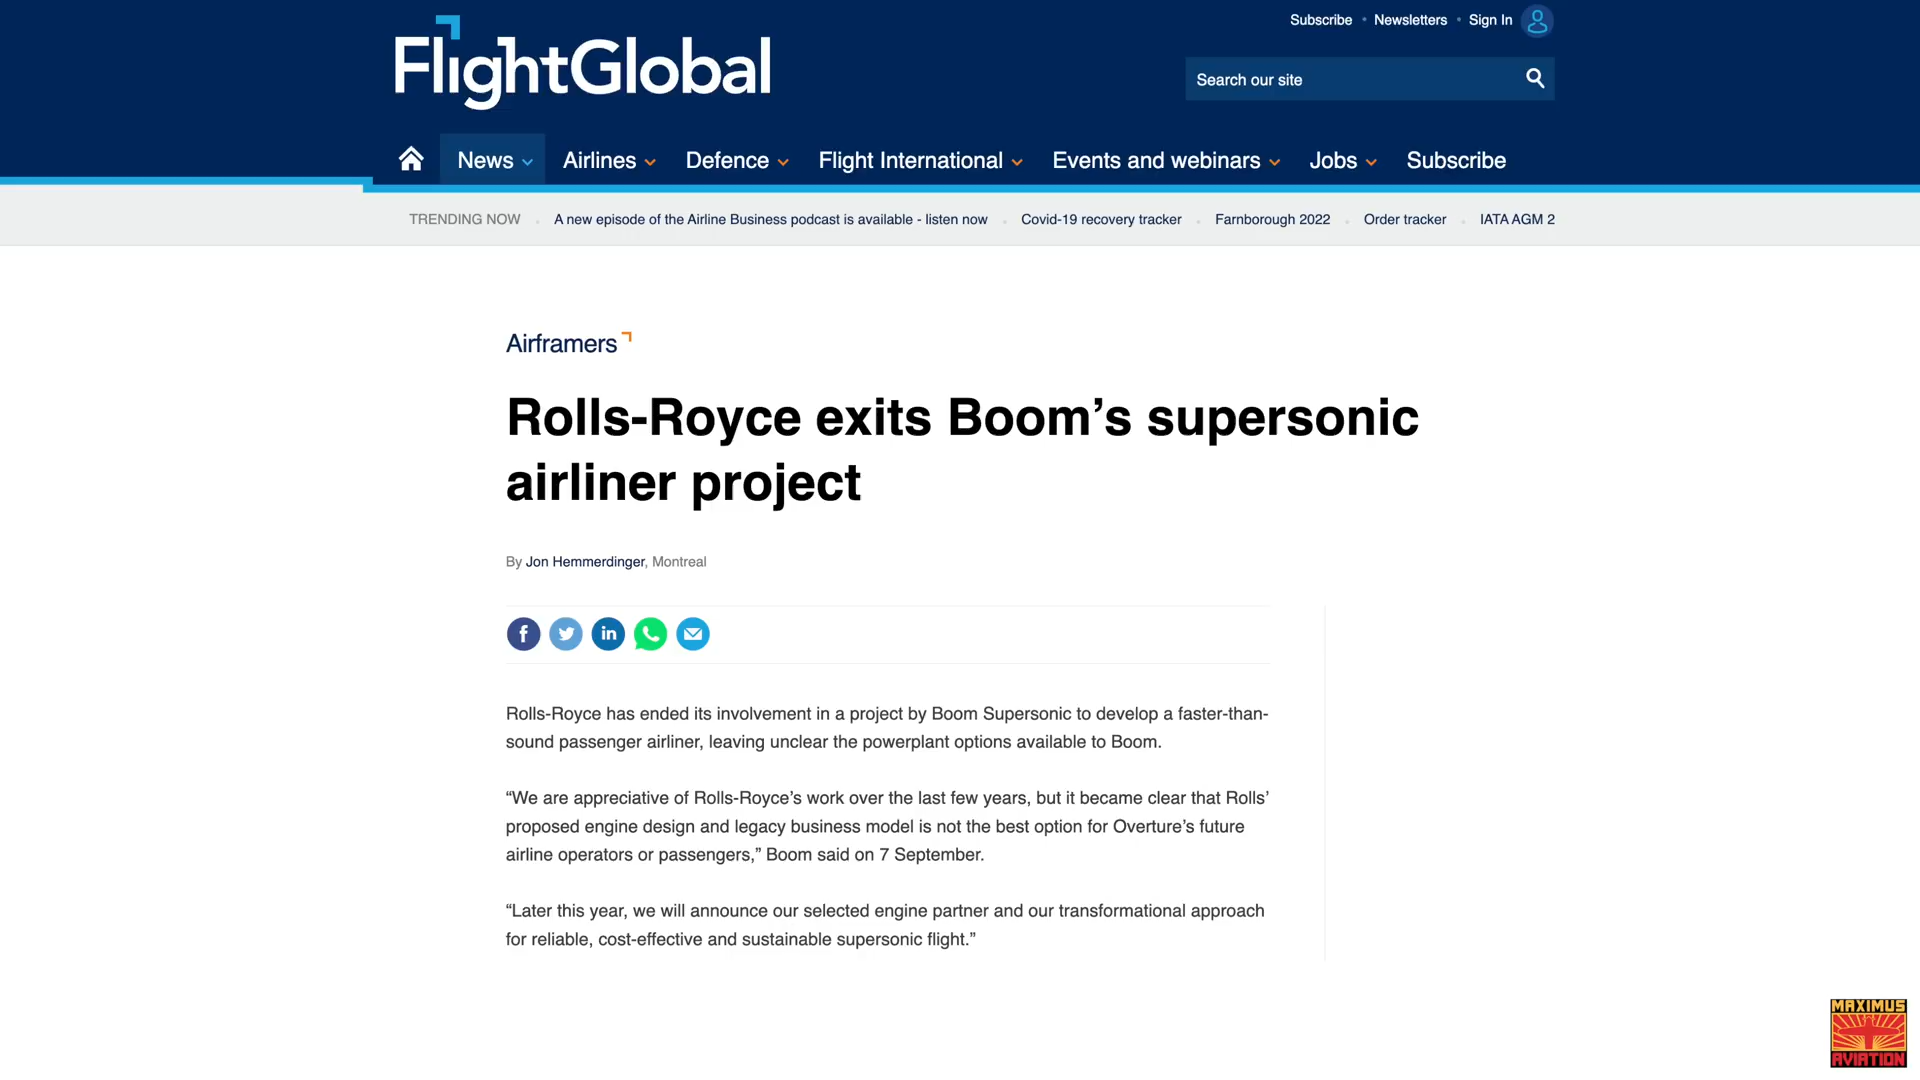 FlightGlobal
Subscribe • Newsletters • Sign In
Search our site
News Airlines Defence Flight International Events and webinars Jobs Subscribe
TRENDING NOW • A new episode of the Airline Business podcast is available - listen now • Covid-19 recovery tracker • Farnborough 2022 • Order tracker • IATA AGM 2
Airframers
Rolls-Royce exits Boom’s supersonic
airliner project
By Jon Hemmerdinger, Montreal
Rolls-Royce has ended its involvement in a project by Boom Supersonic to develop a faster-than-
sound passenger airliner, leaving unclear the powerplant options available to Boom.
“We are appreciative of Rolls-Royce’s work over the last few years, but it became clear that Rolls’
proposed engine design and legacy business model is not the best option for Overture’s future
airline operators or passengers,” Boom said on 7 September.
“Later this year, we will announce our selected engine partner and our transformational approach
for reliable, cost-effective and sustainable supersonic flight.”
MAXIMUS
AVIATION